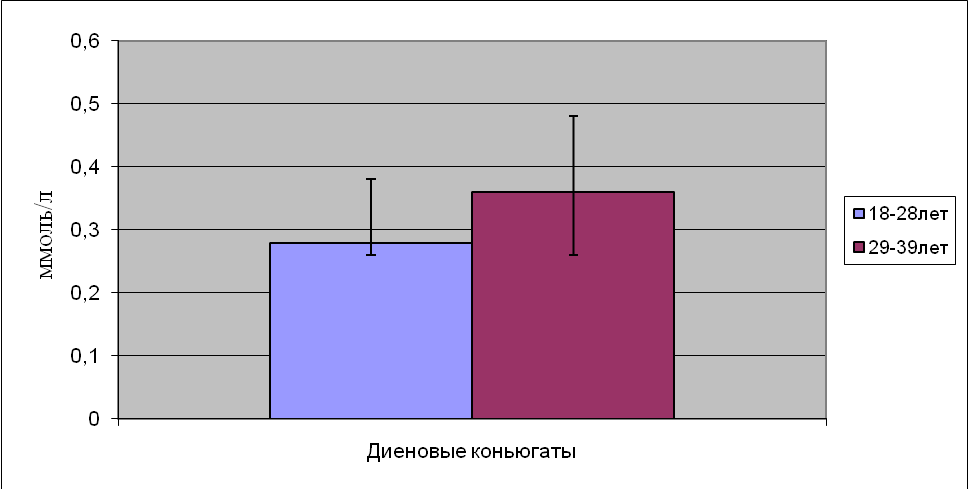 0,6
0,5
0,4
0,3
0,2
0,1
0
ммоль/л
Диеновые коньюгаты
18-28лет
29-39лет